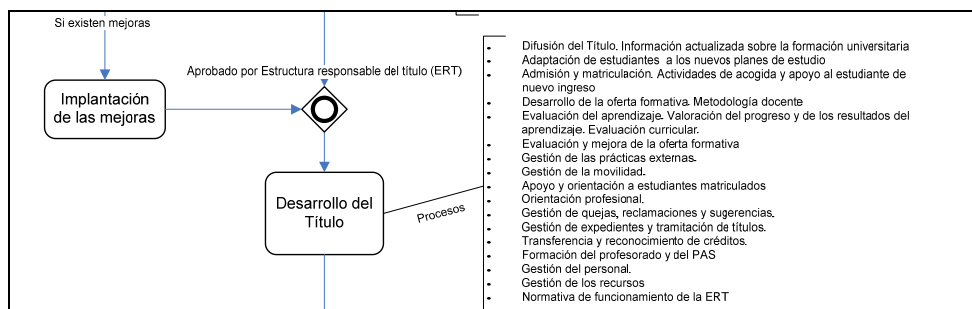 Si existen mejoras
Aprobado por Estructura responsable del título (ERT)
Implantación
de las mejoras
Desarrollo del
Título
Procesos
• Difusión del Título. Información actualizada sobre la formación universitaria
• Adaptación de estudiantes a los nuevos planes de estudio
• Admisión y matriculación. Actividades de acogida y apoyo al estudiante de
nuevo ingreso
• Desarrollo de la oferta formativa. Metodología docente
• Evaluación del aprendizaje. Valoración del progreso y de los resultados del
aprendizaje. Evaluación curricular.
• Evaluación y mejora de la oferta formativa
• Gestión de las prácticas externas.
• Gestión de la movilidad.
• Apoyo y orientación a estudiantes matriculados
• Orientación profesional.
• Gestión de quejas, reclamaciones y sugerencias.
• Gestión de expedientes y tramitación de títulos.
• Transferencia y reconocimiento de créditos.
• Formación del profesorado y del PAS
• Gestión del personal.
• Gestión de los recursos
• Normativa de funcionamiento de la ERT